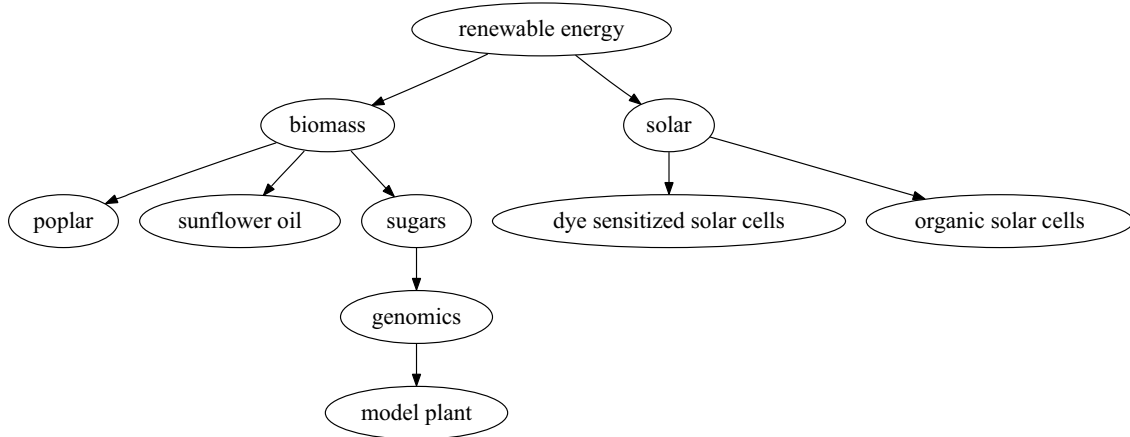 renewable energy
biomass
solar
poplar
sunflower oil
sugars
dye sensitized solar cells
organic solar cells
genomics
model plant